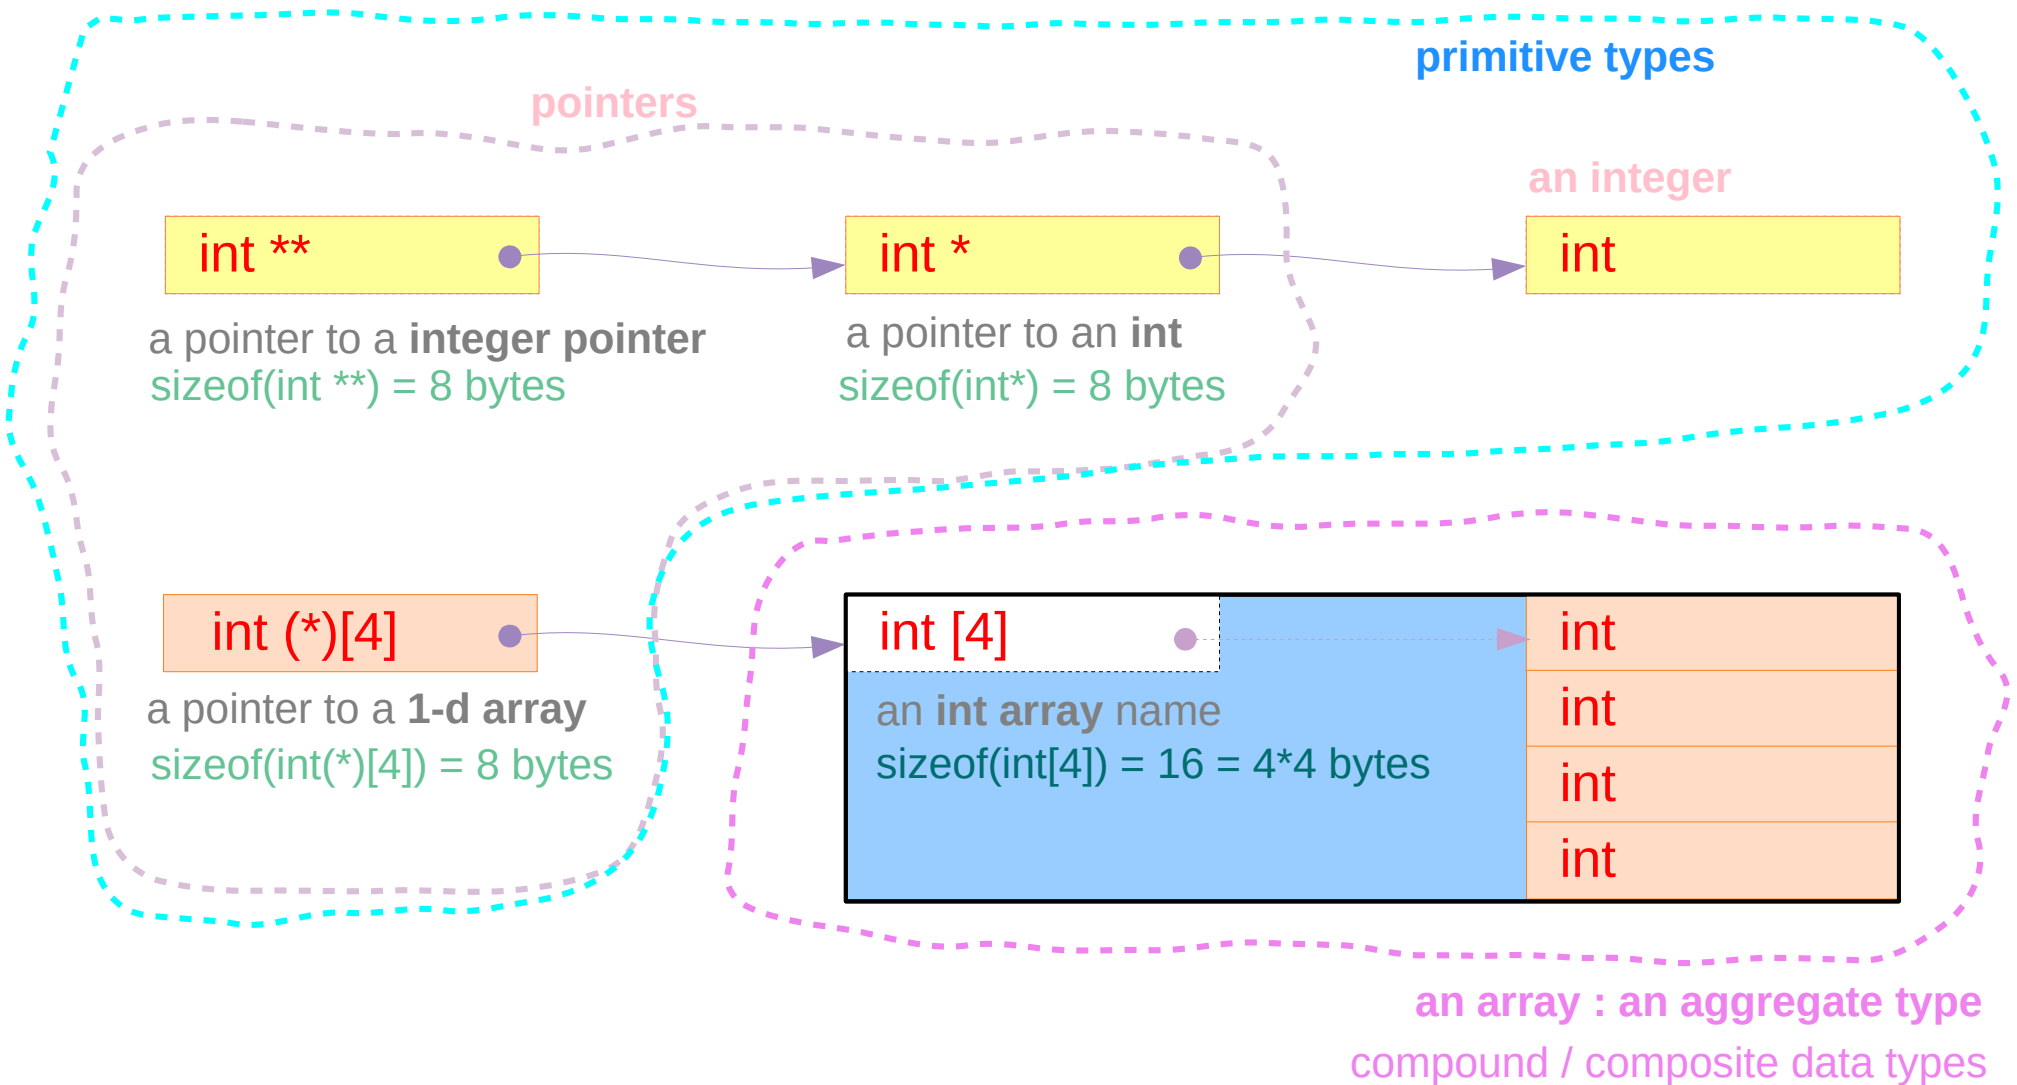 primitive types
pointers
an integer
int **
int *
int
a pointer to a integer pointer
sizeof(int **) = 8 bytes
a pointer to an int
sizeof(int*) = 8 bytes
int (*)[4]
a pointer to a 1-d array
sizeof(int(*)[4]) = 8 bytes
int [4]
an int array name
sizeof(int[4]) = 16 = 4*4 bytes
int
int
int
int
an array : an aggregate type
compound / composite data types